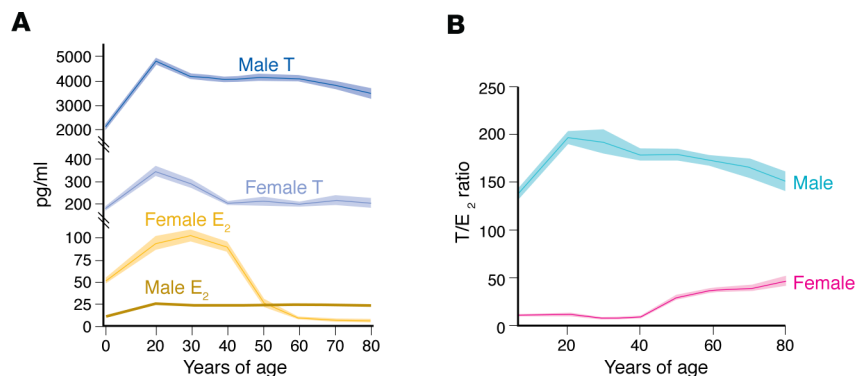 A
pg/ml
5000
4000
3000
2000
400
300
200
100
75
50
25
0
Male T
Female T
Female E₂
Male E₂
0 20 30 40 50 60 70 80
Years of age
B
T/E₂ ratio
250
200
150
100
50
0
Male
Female
20 40 60 80
Years of age